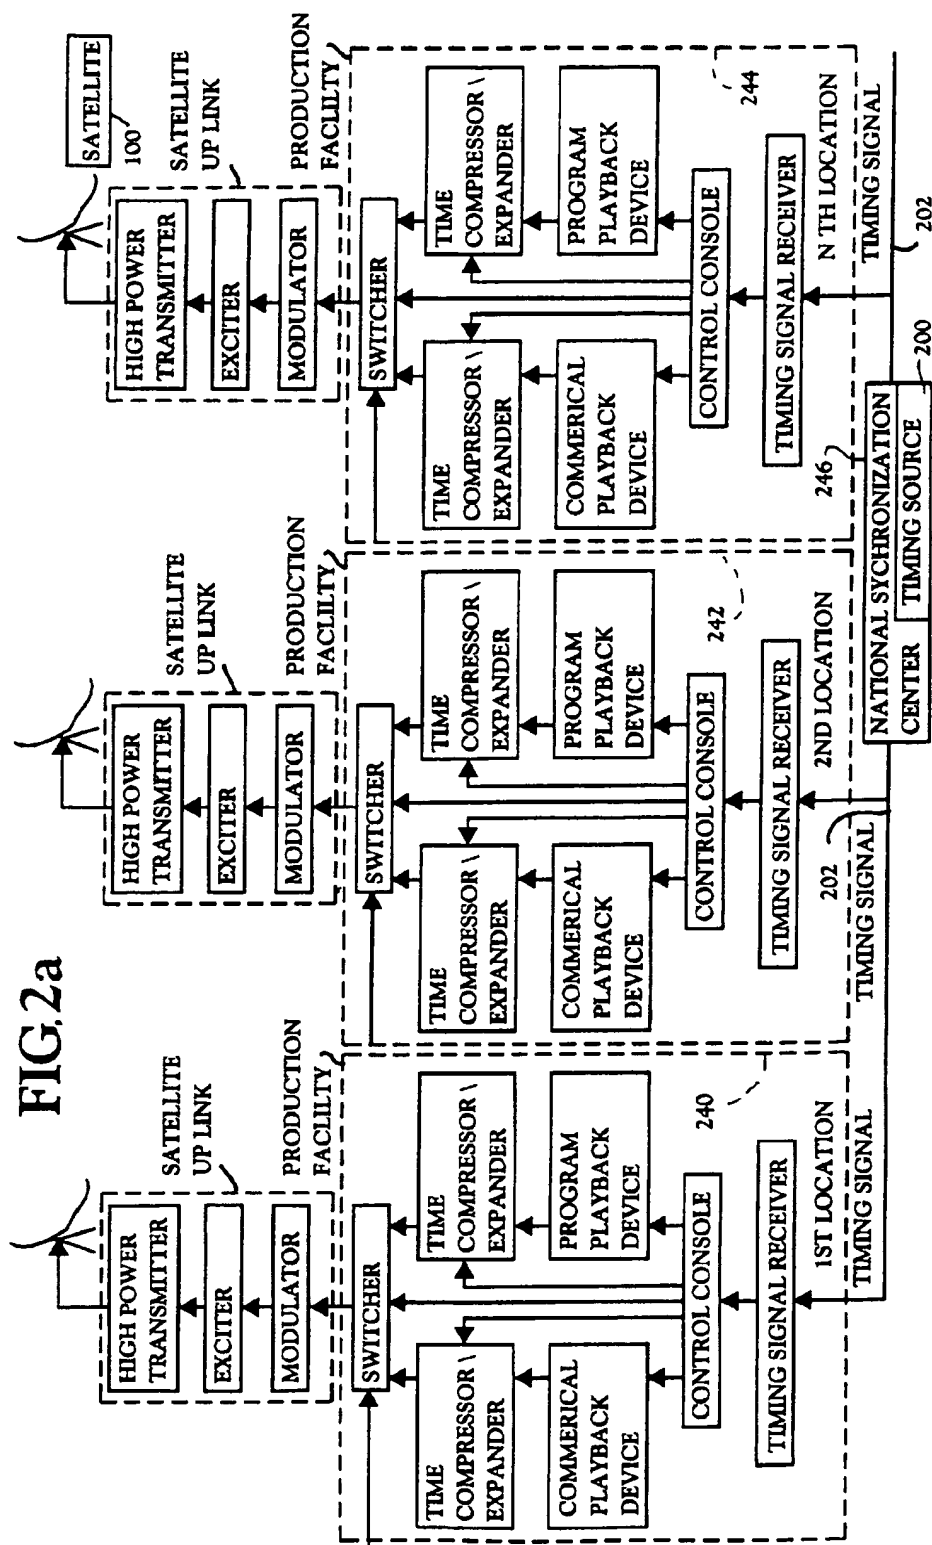 FIG.2a
SATELLITE
UP LINK
HIGH POWER
TRANSMITTER
EXCITER
MODULATOR
PRODUCTION
FACLILTY
SWITCHER
TIME
COMPRESSOR \
EXPANDER
TIME
COMPRESSOR \
EXPANDER
COMMERICAL
PLAYBACK
DEVICE
PROGRAM
PLAYBACK
DEVICE
CONTROL CONSOLE
240
TIMING SIGNAL RECEIVER
1ST LOCATION
TIMING SIGNAL
SATELLITE
UP LINK
HIGH POWER
TRANSMITTER
EXCITER
MODULATOR
PRODUCTION
FACLILTY
SWITCHER
TIME
COMPRESSOR \
EXPANDER
TIME
COMPRESSOR \
EXPANDER
COMMERICAL
PLAYBACK
DEVICE
PROGRAM
PLAYBACK
DEVICE
CONTROL CONSOLE
242
TIMING SIGNAL RECEIVER
2ND LOCATION
202
TIMING SIGNAL
SATELLITE
100
SATELLITE
UP LINK
HIGH POWER
TRANSMITTER
EXCITER
MODULATOR
PRODUCTION
FACLILTY
SWITCHER
TIME
COMPRESSOR \
EXPANDER
TIME
COMPRESSOR \
EXPANDER
COMMERICAL
PLAYBACK
DEVICE
PROGRAM
PLAYBACK
DEVICE
CONTROL CONSOLE
244
TIMING SIGNAL RECEIVER
N TH LOCATION
246
TIMING SIGNAL
202
NATIONAL SYCHRONIZATION
CENTER
TIMING SOURCE
200